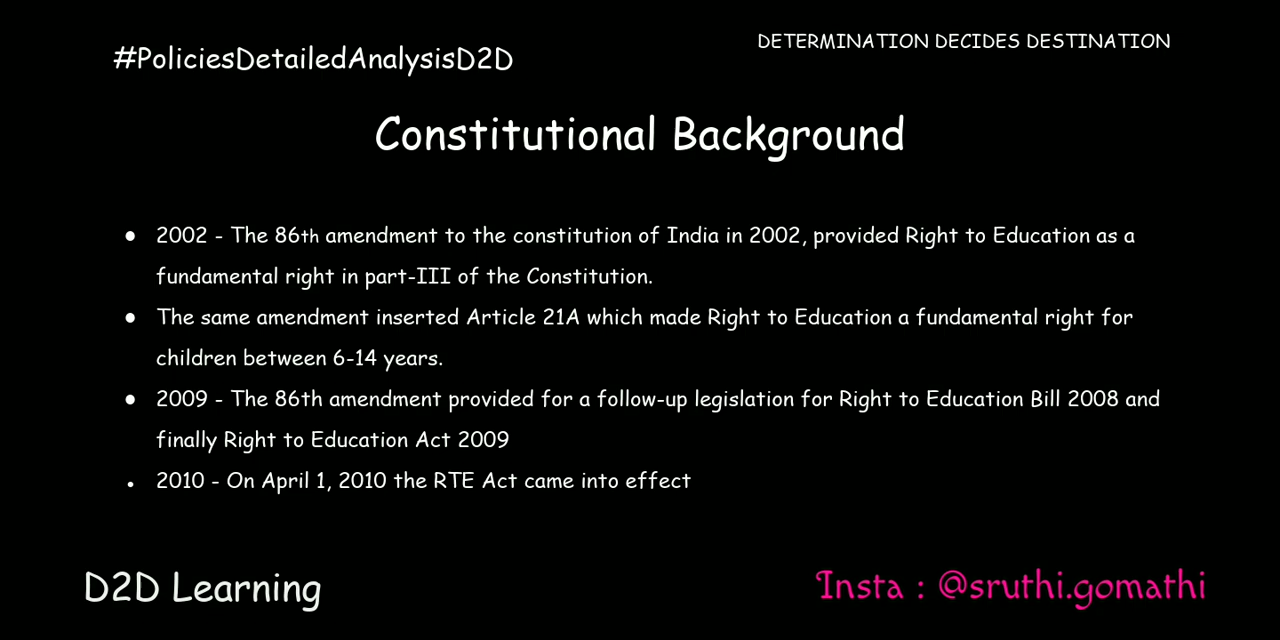 #PoliciesDetailedAnalysisD2D
DETERMINATION DECIDES DESTINATION
Constitutional Background
● 2002 - The 86th amendment to the constitution of India in 2002, provided Right to Education as a
fundamental right in part-III of the Constitution.
● The same amendment inserted Article 21A which made Right to Education a fundamental right for
children between 6-14 years.
● 2009 - The 86th amendment provided for a follow-up legislation for Right to Education Bill 2008 and
finally Right to Education Act 2009
● 2010 - On April 1, 2010 the RTE Act came into effect
D2D Learning
Insta : @sruthi.gomathi